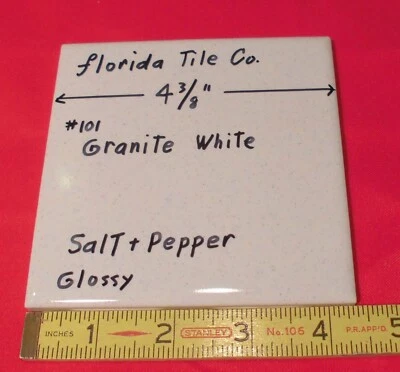 florida Tile Co.
4 3/8"
#101
Granite White
Salt + Pepper
Glossy
INCHES 1 2 STANLEY 3 No.106 4 P.R.APP'D 5